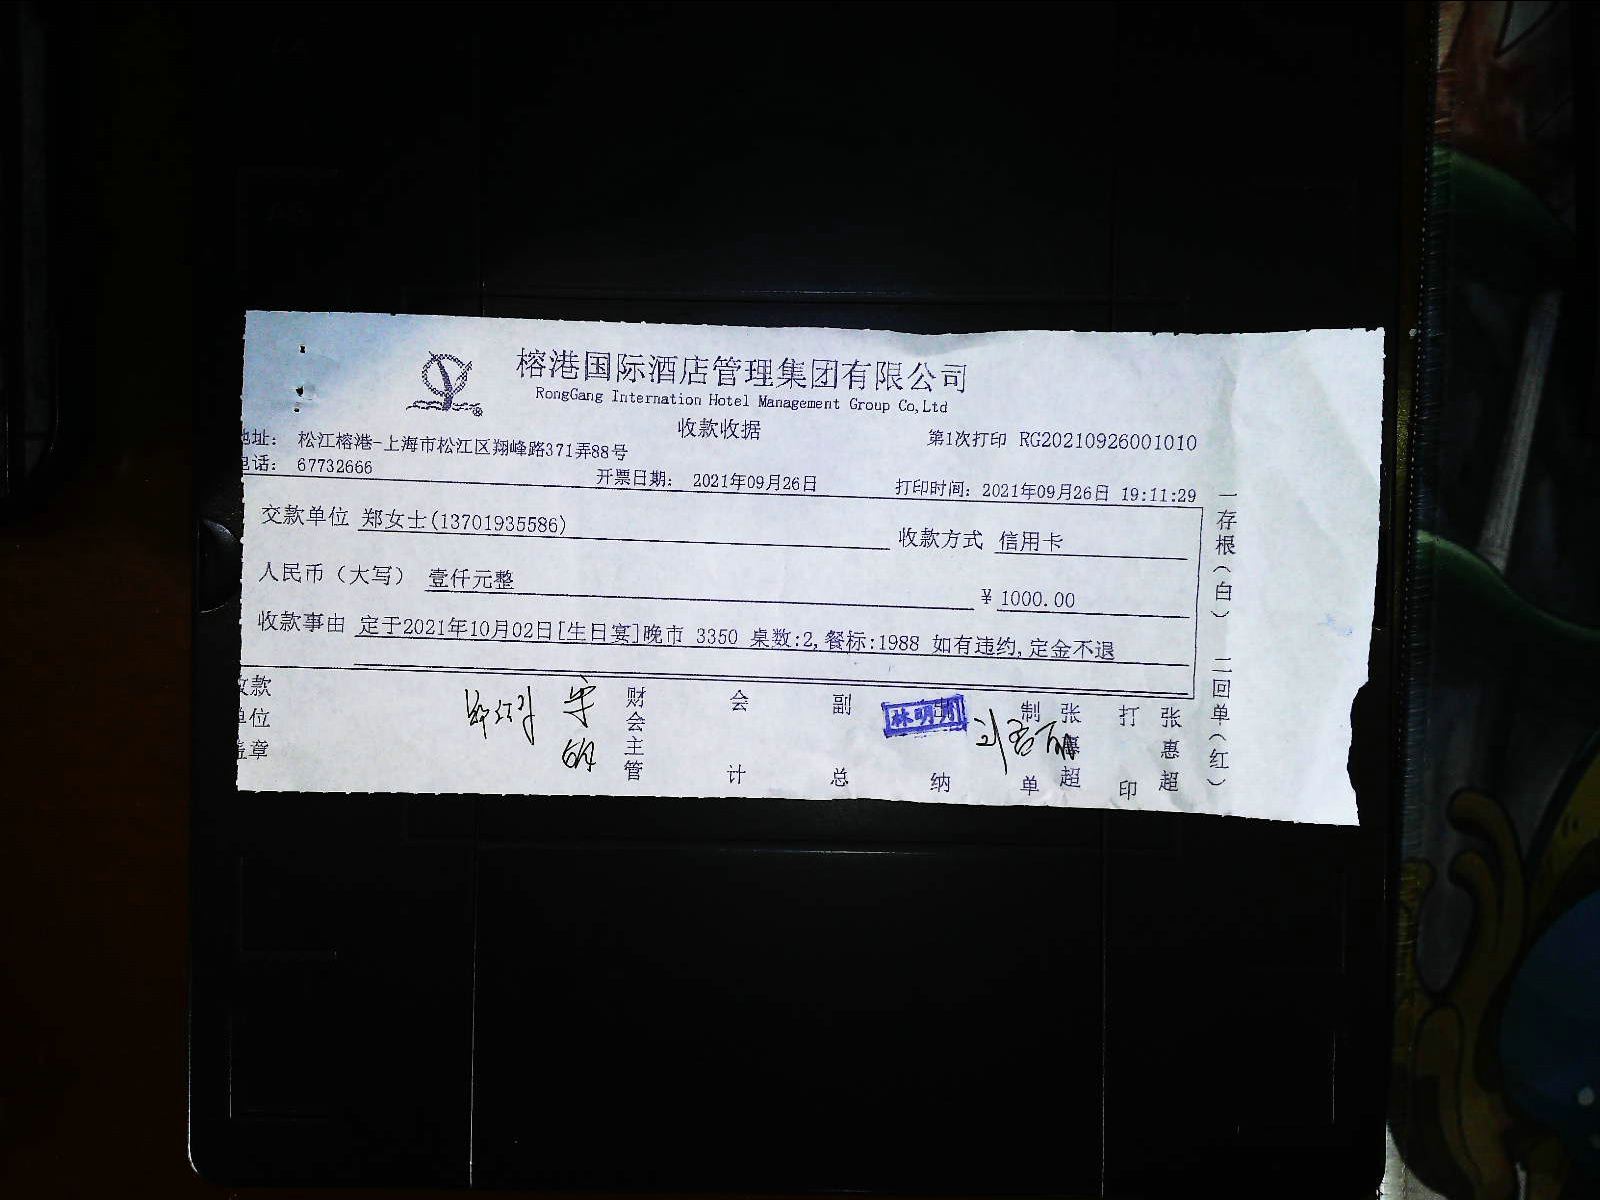 榕港国际酒店管理集团有限公司
RongGang Internation Hotel Management Group Co,Ltd
收款收据
第1次打印 RG20210926001010
地址： 松江榕港-上海市松江区翔峰路371弄88号
电话： 67732666
开票日期： 2021年09月26日
打印时间：2021年09月26日 19:11:29
交款单位 郑女士(13701935586)
收款方式 信用卡
人民币（大写） 壹仟元整
¥ 1000.00
收款事由 定于2021年10月02日[生日宴]晚市 3350 桌数:2,餐标:1988 如有违约,定金不退
收款单位盖章
财会主管
会计
副总
纳
林明月
制单
张惠超
打印
张惠超
一存根（白） 二回单（红）